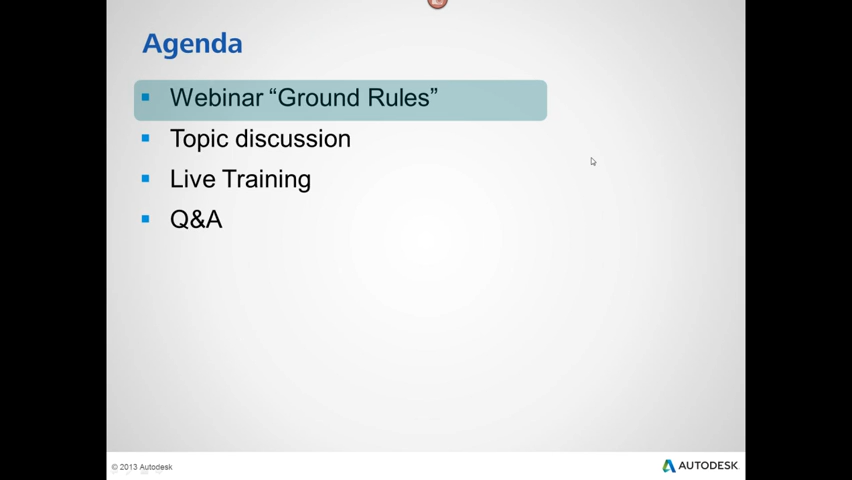 Agenda
Webinar “Ground Rules”
Topic discussion
Live Training
Q&A
© 2013 Autodesk
AUTODESK